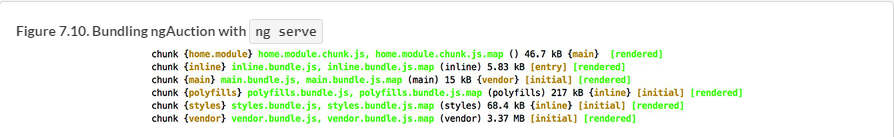 Figure 7.10. Bundling ngAuction with ng serve
chunk {home.module} home.module.chunk.js, home.module.chunk.js.map () 46.7 kB {main} [rendered]
chunk {inline} inline.bundle.js, inline.bundle.js.map (inline) 5.83 kB [entry] [rendered]
chunk {main} main.bundle.js, main.bundle.js.map (main) 15 kB {vendor} [initial] [rendered]
chunk {polyfills} polyfills.bundle.js, polyfills.bundle.js.map (polyfills) 217 kB {inline} [initial] [rendered]
chunk {styles} styles.bundle.js, styles.bundle.js.map (styles) 68.4 kB {inline} [initial] [rendered]
chunk {vendor} vendor.bundle.js, vendor.bundle.js.map (vendor) 3.37 MB [initial] [rendered]